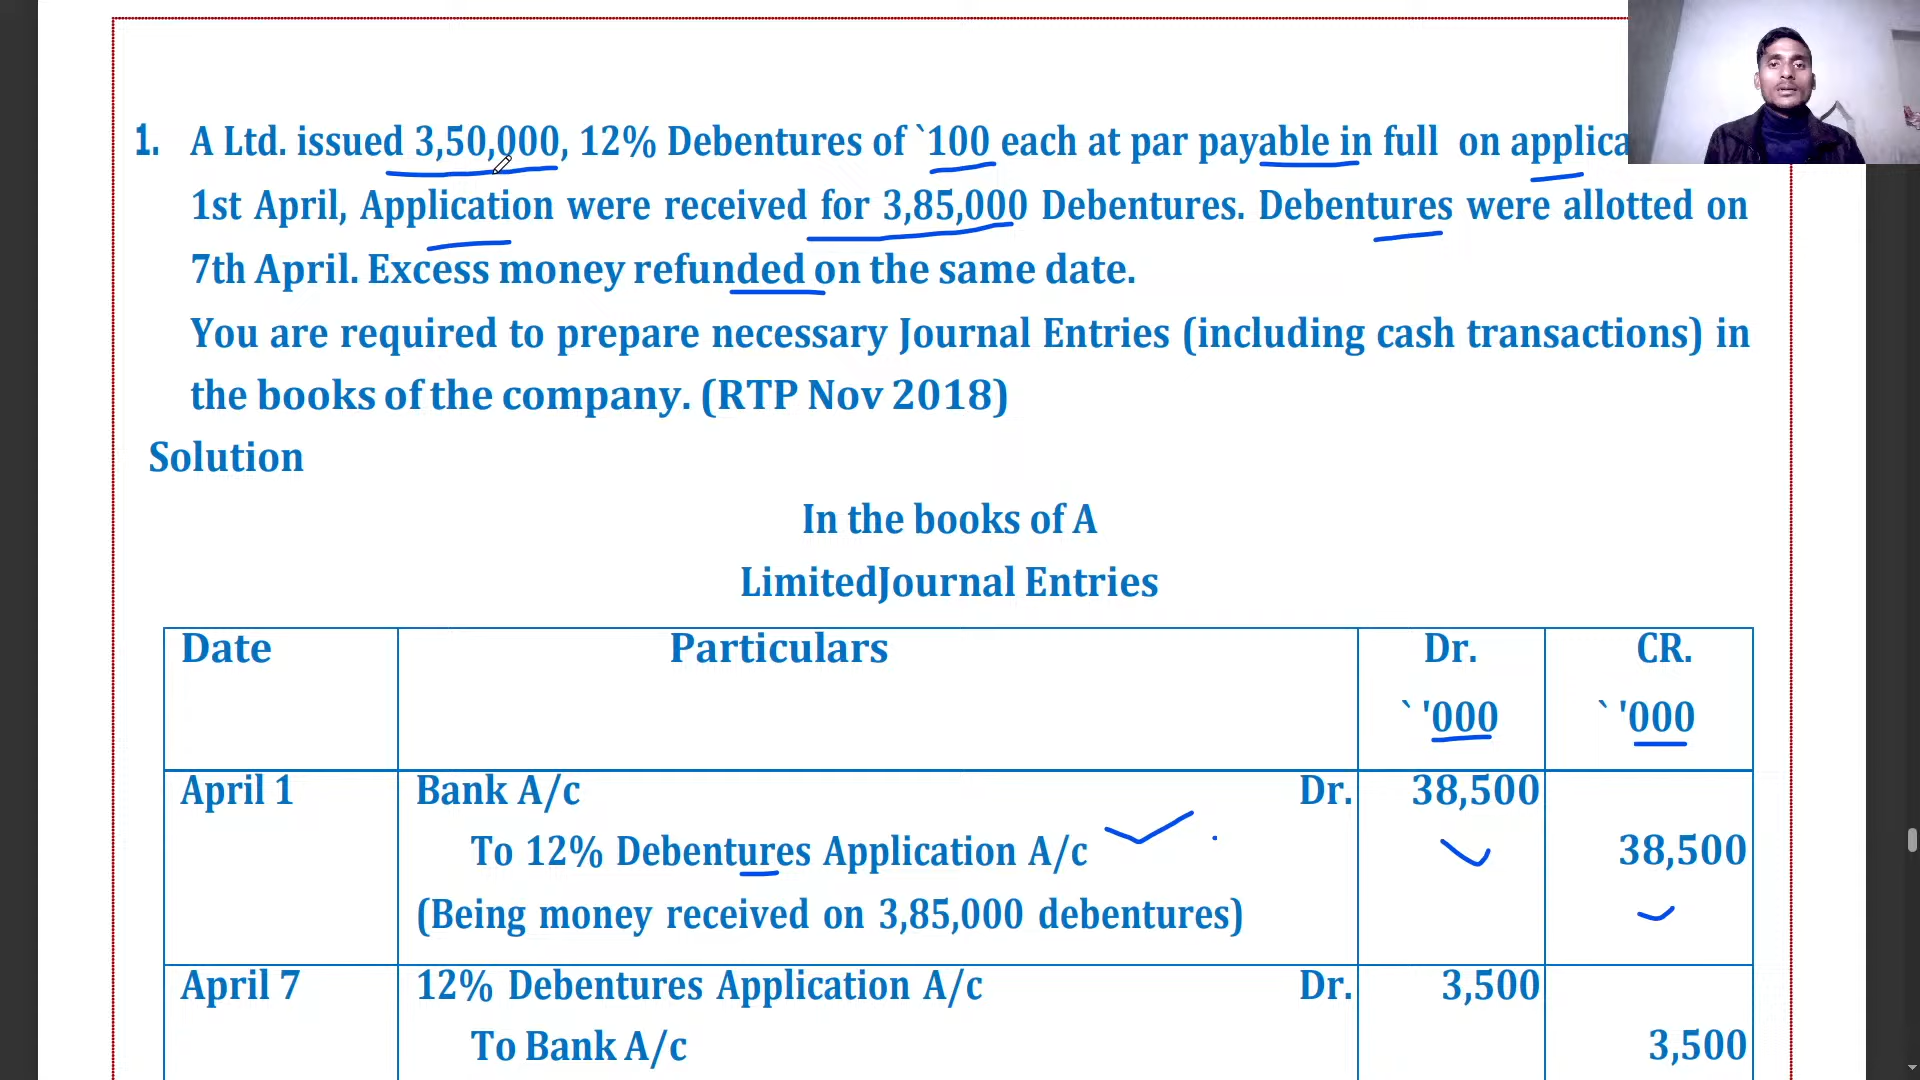 1. A Ltd. issued 3,50,000, 12% Debentures of `100 each at par payable in full on applica
1st April, Application were received for 3,85,000 Debentures. Debentures were allotted on
7th April. Excess money refunded on the same date.
You are required to prepare necessary Journal Entries (including cash transactions) in
the books of the company. (RTP Nov 2018)
Solution
In the books of A
LimitedJournal Entries
Date Particulars Dr. CR.
` '000 ` '000
April 1 Bank A/c Dr. 38,500
To 12% Debentures Application A/c 38,500
(Being money received on 3,85,000 debentures)
April 7 12% Debentures Application A/c Dr. 3,500
To Bank A/c 3,500